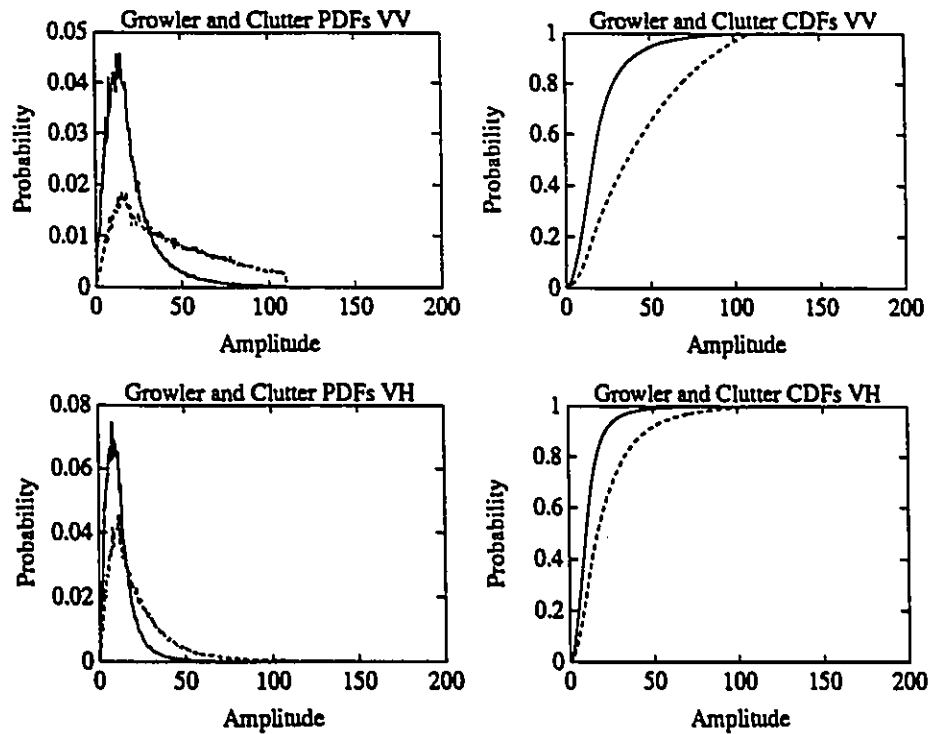 Growler and Clutter PDFs VV
0.05
0.04
0.03
0.02
0.01
0
Probability
0 50 100 150 200
Amplitude
Growler and Clutter CDFs VV
1
0.8
0.6
0.4
0.2
0
Probability
0 50 100 150 200
Amplitude
Growler and Clutter PDFs VH
0.08
0.06
0.04
0.02
0
Probability
0 50 100 150 200
Amplitude
Growler and Clutter CDFs VH
1
0.8
0.6
0.4
0.2
0
Probability
0 50 100 150 200
Amplitude